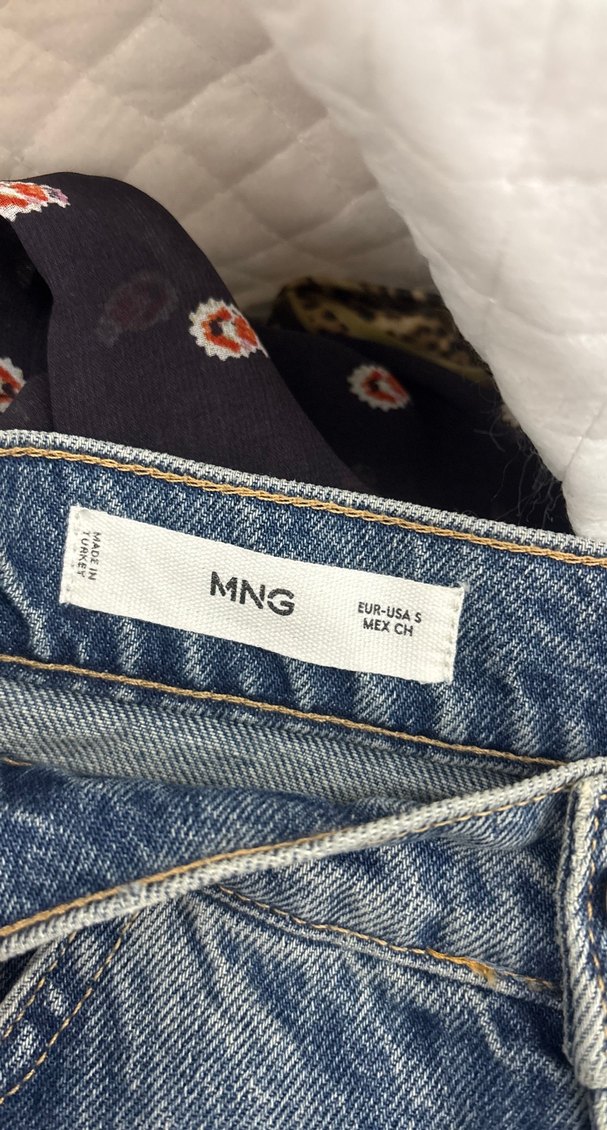 MADE IN
TURKEY
MNG
EUR-USA S
MEX CH